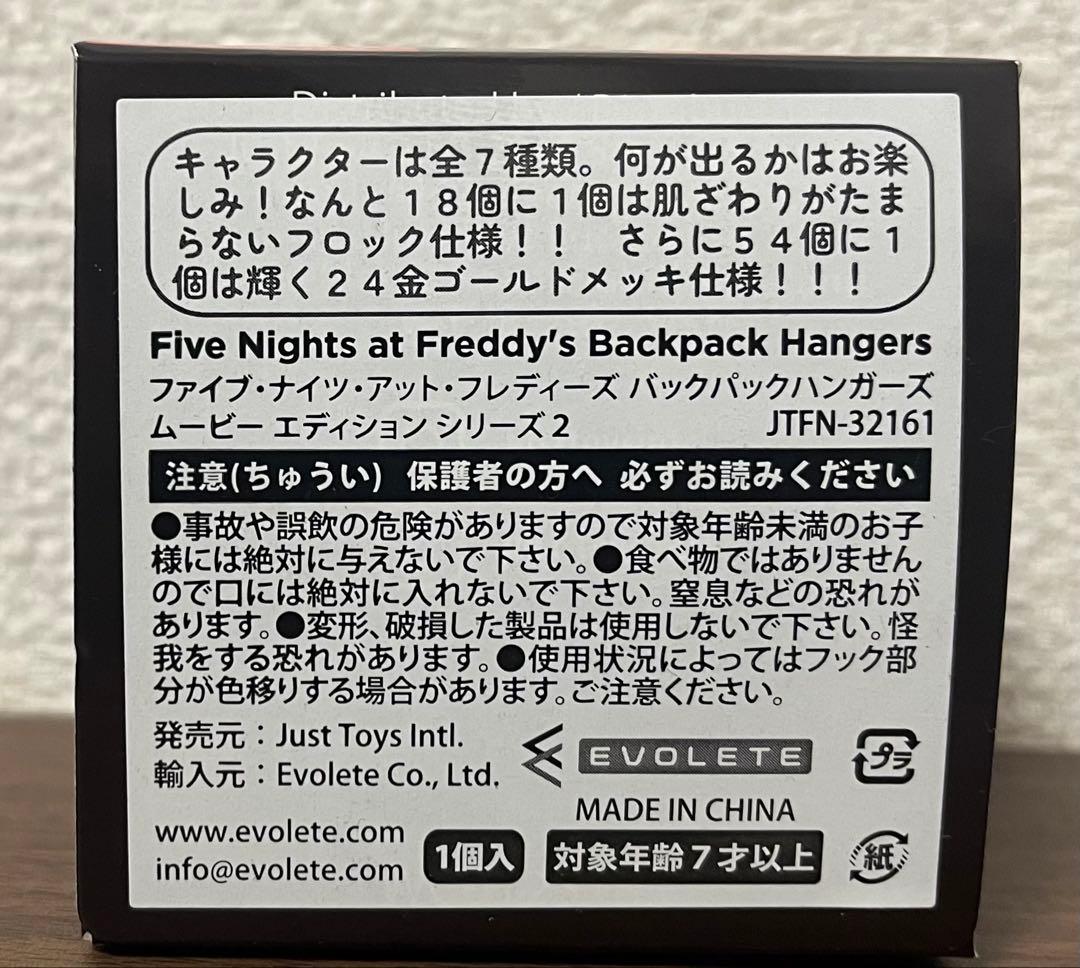 キャラクターは全７種類。何が出るかはお楽
しみ！なんと１８個に１個は肌ざわりがたま
らないフロック仕様！！　さらに５４個に１
個は輝く２４金ゴールドメッキ仕様！！！
Five Nights at Freddy's Backpack Hangers
ファイブ・ナイツ・アット・フレディーズ バックパックハンガーズ
ムービー エディション シリーズ2 JTFN-32161
注意(ちゅうい) 保護者の方へ 必ずお読みください
●事故や誤飲の危険がありますので対象年齢未満のお子
様には絶対に与えないで下さい。●食べ物ではありません
ので口には絶対に入れないで下さい。窒息などの恐れが
あります。●変形、破損した製品は使用しないで下さい。怪
我をする恐れがあります。●使用状況によってはフック部
分が色移りする場合があります。ご注意ください。
発売元：Just Toys Intl.
輸入元：Evolete Co., Ltd.
EVOLETE
プラ
MADE IN CHINA
www.evolete.com
info@evolete.com
1個入
対象年齢７才以上
紙